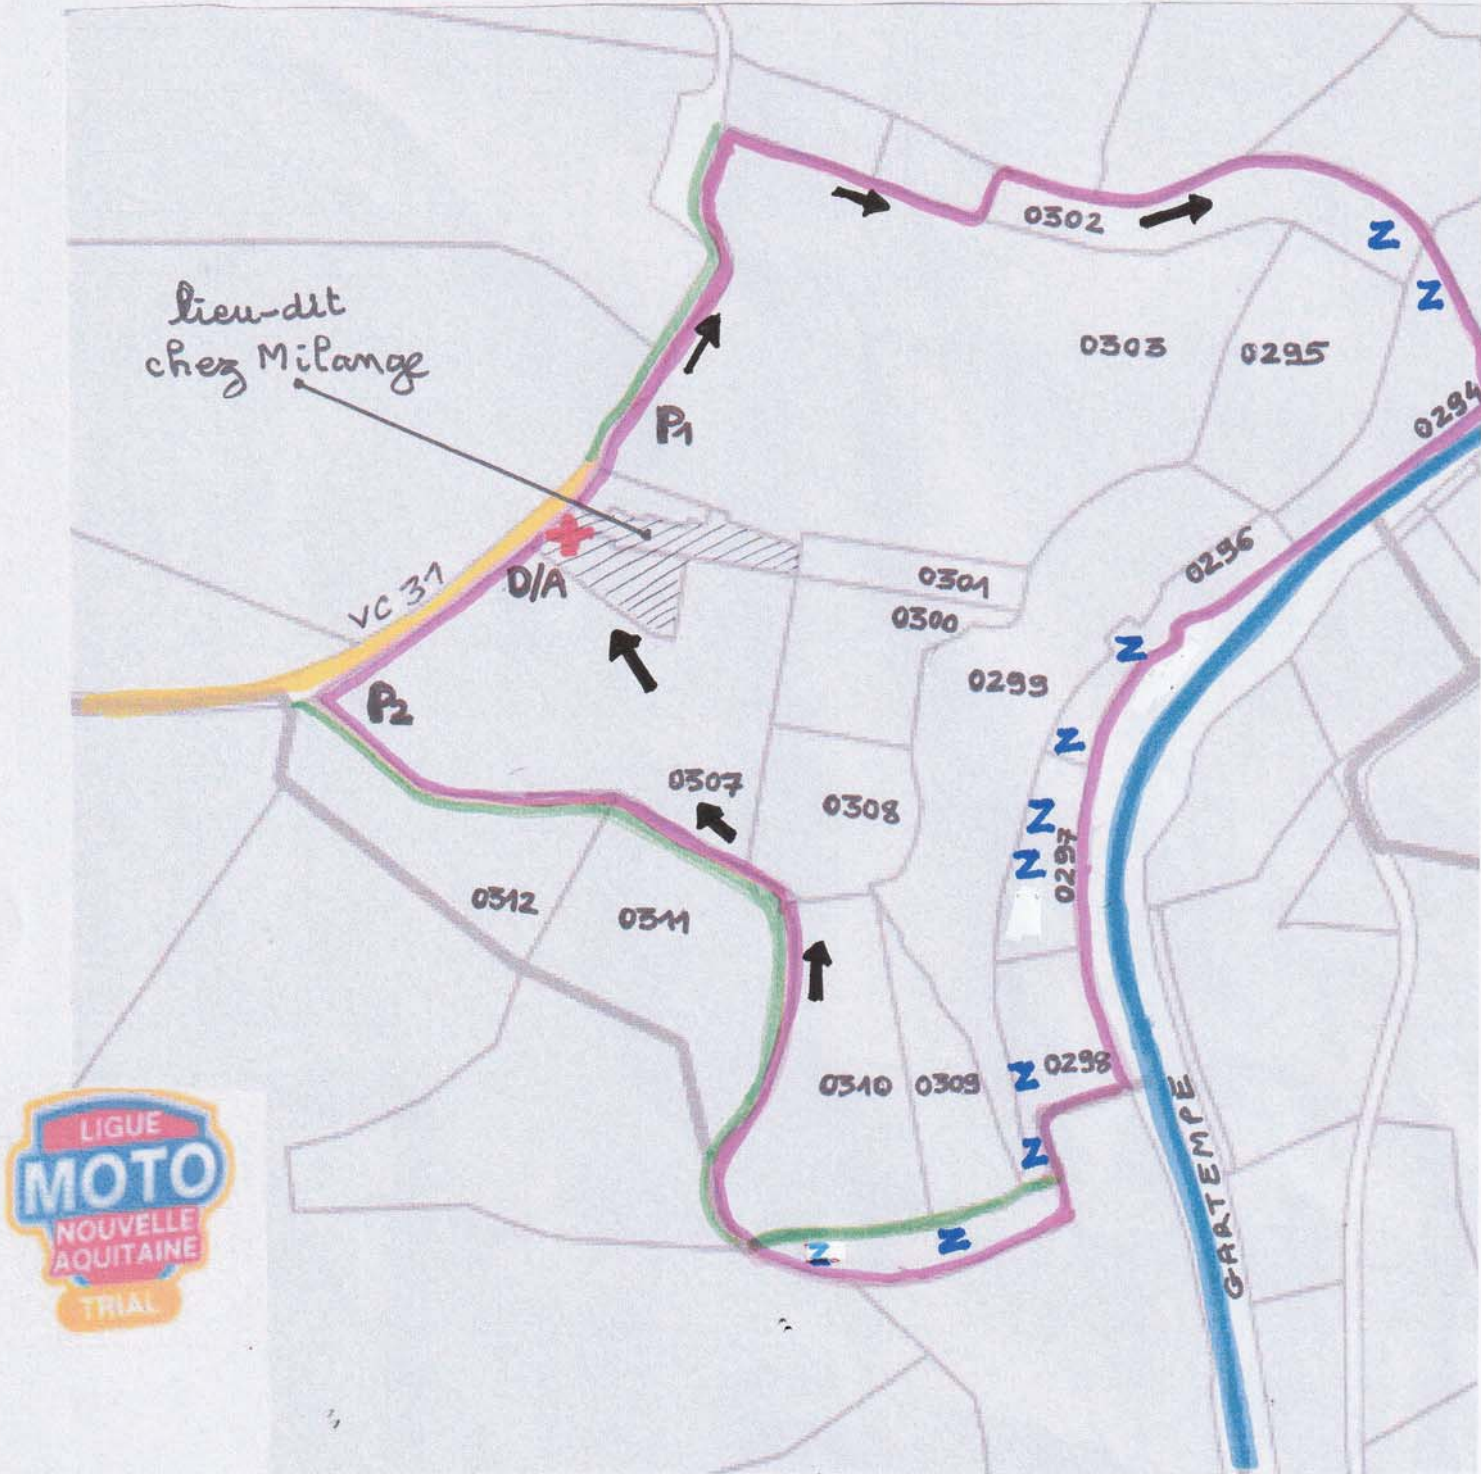 0302
Z
Z
lieu-dit
chez Milange
0303
0295
0294
P1
VC 31
D/A
0301
0300
0296
Z
0299
P2
Z
0307
0308
Z
Z
0297
0312
0311
0310
0309
Z
0298
Z
Z
Z
GARTEMPE
LIGUE
MOTO
NOUVELLE
AQUITAINE
TRIAL